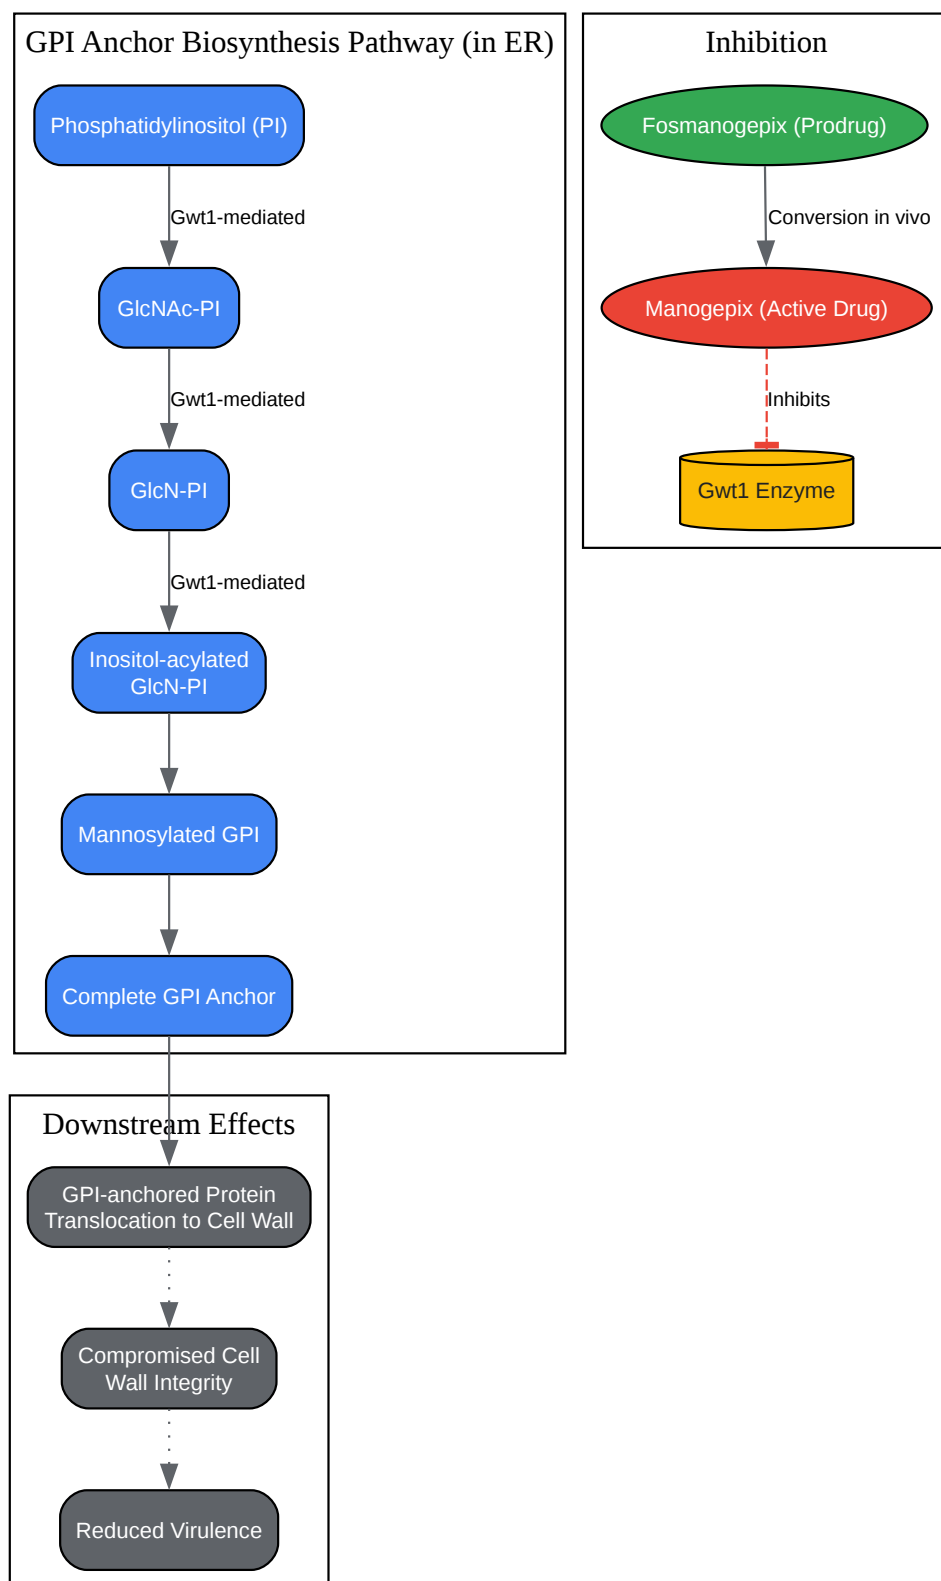 GPI Anchor Biosynthesis Pathway (in ER)
Phosphatidylinositol (PI)
Gwt1-mediated
GlcNAc-PI
Gwt1-mediated
GlcN-PI
Gwt1-mediated
Inositol-acylated
GlcN-PI
Mannosylated GPI
Complete GPI Anchor
Downstream Effects
GPI-anchored Protein
Translocation to Cell Wall
Compromised Cell
Wall Integrity
Reduced Virulence
Inhibition
Fosmanogepix (Prodrug)
Conversion in vivo
Manogepix (Active Drug)
Inhibits
Gwt1 Enzyme